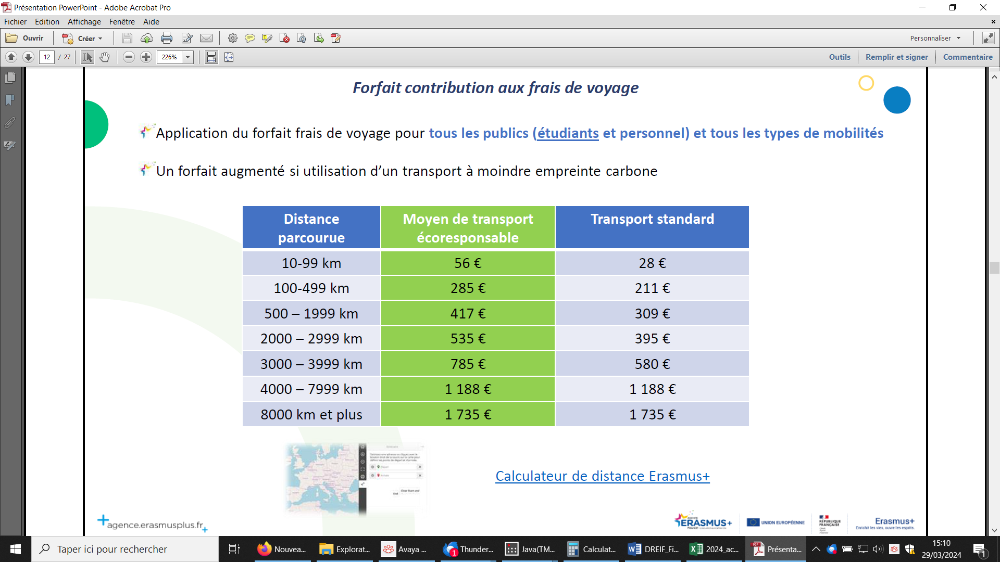 Présentation PowerPoint - Adobe Acrobat Pro
Fichier Edition Affichage Fenêtre Aide
Ouvrir Créer Personnaliser
12 / 27 226% Outils Remplir et signer Commentaire
Forfait contribution aux frais de voyage
Application du forfait frais de voyage pour tous les publics (étudiants et personnel) et tous les types de mobilités
Un forfait augmenté si utilisation d’un transport à moindre empreinte carbone
Distance parcourue Moyen de transport écoresponsable Transport standard
10-99 km 56 € 28 €
100-499 km 285 € 211 €
500 – 1999 km 417 € 309 €
2000 – 2999 km 535 € 395 €
3000 – 3999 km 785 € 580 €
4000 – 7999 km 1 188 € 1 188 €
8000 km et plus 1 735 € 1 735 €
Calculateur de distance Erasmus+
agence.erasmusplus.fr
AGENCE ERASMUS+
UNION EUROPÉENNE
RÉPUBLIQUE FRANÇAISE
Erasmus+
Enrichit les vies, ouvre les esprits.
Taper ici pour rechercher Nouvea... Explorat... Avaya ... Thunder... Java(TM... Calculat... DREIF_Fi... 2024_ac... Présenta... 15:10
29/03/2024
1
1